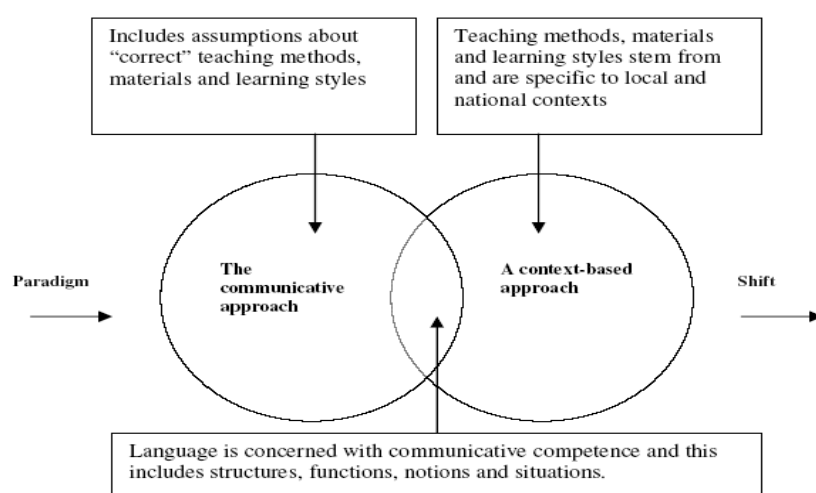 Includes assumptions about
“correct” teaching methods,
materials and learning styles
Teaching methods, materials
and learning styles stem from
and are specific to local and
national contexts
Paradigm
The
communicative
approach
A context-based
approach
Shift
Language is concerned with communicative competence and this
includes structures, functions, notions and situations.